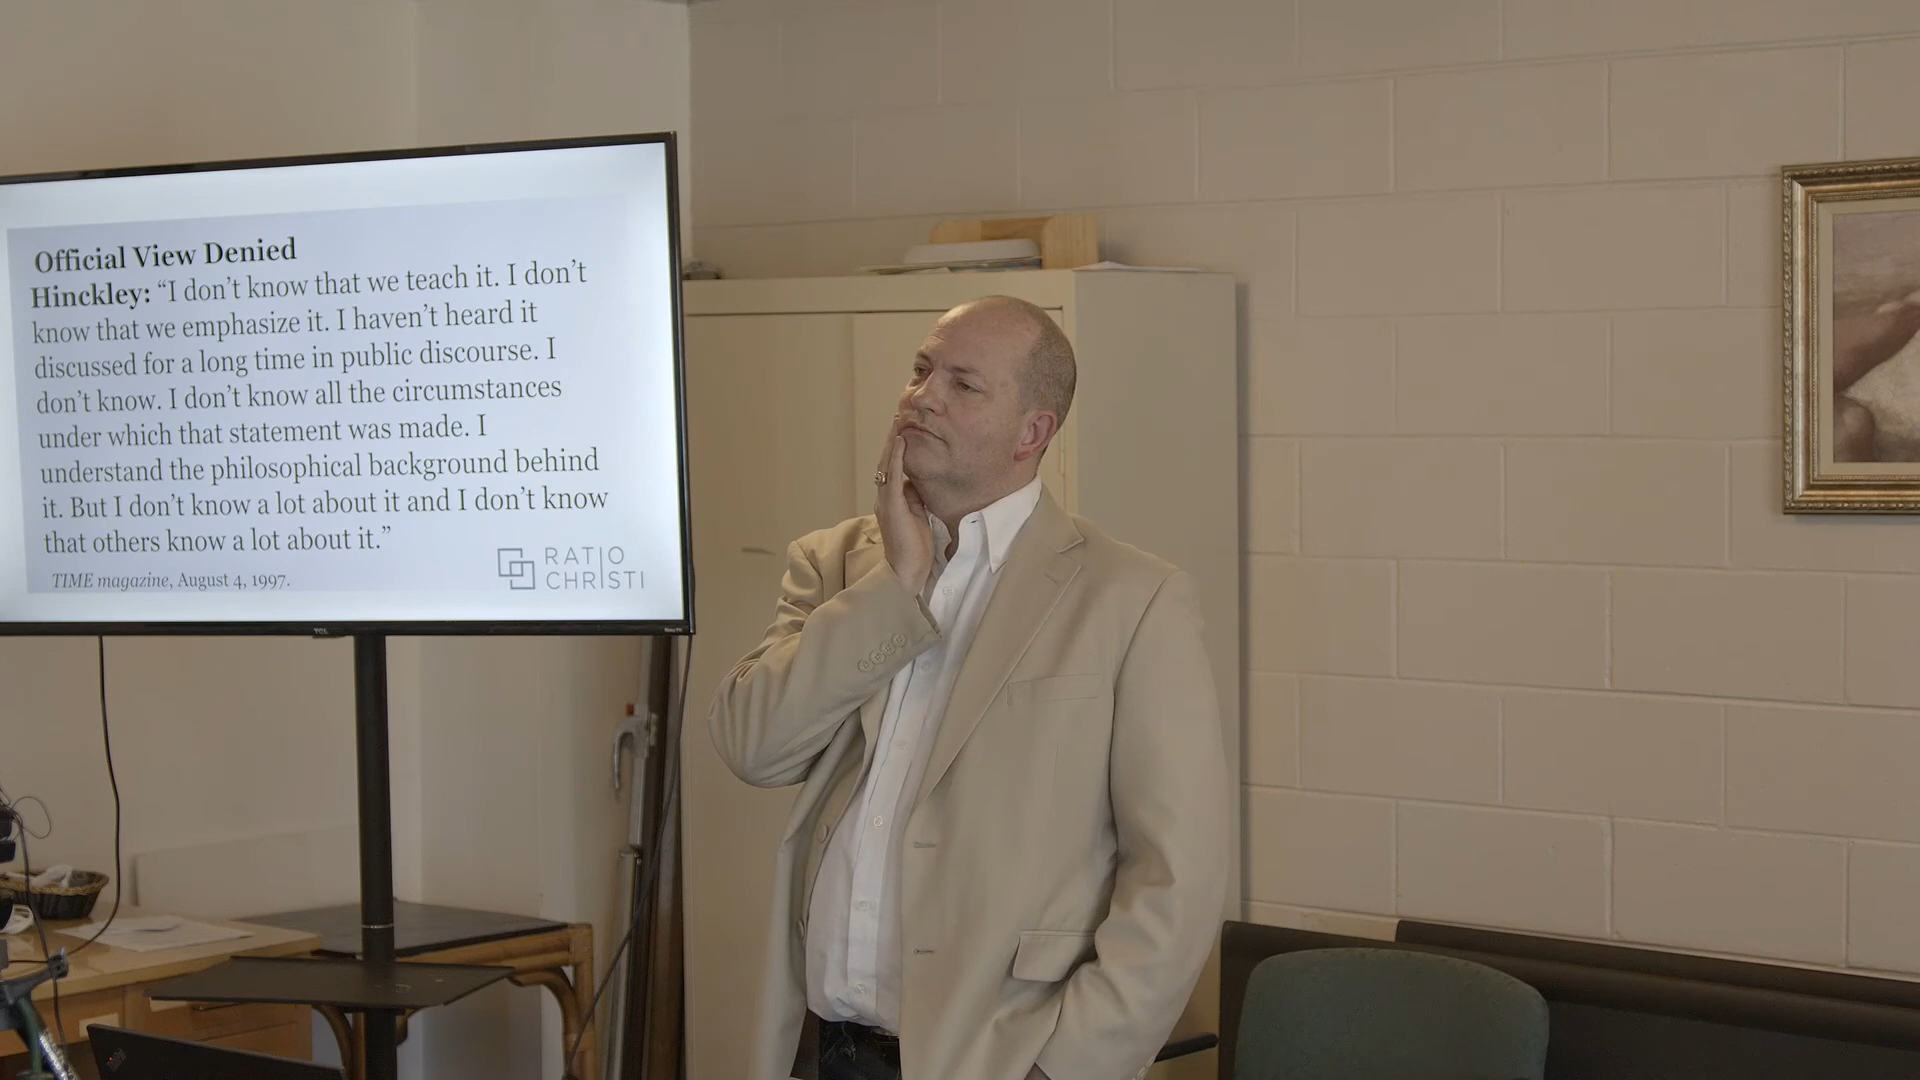 Official View Denied
Hinckley: “I don’t know that we teach it. I don’t
know that we emphasize it. I haven’t heard it
discussed for a long time in public discourse. I
don’t know. I don’t know all the circumstances
under which that statement was made. I
understand the philosophical background behind
it. But I don’t know a lot about it and I don’t know
that others know a lot about it.”
TIME magazine, August 4, 1997.
RATIO
CHRISTI
TCL